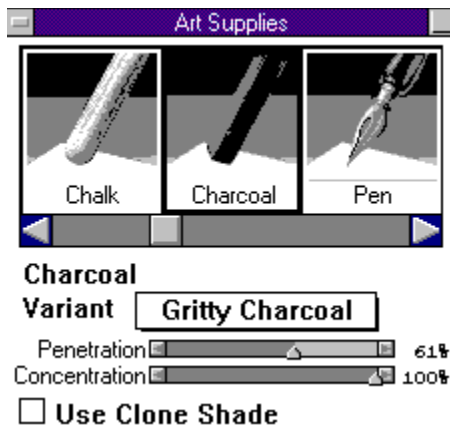 Art Supplies
Chalk Charcoal Pen
Charcoal
Variant Gritty Charcoal
Penetration 61%
Concentration 100%
Use Clone Shade